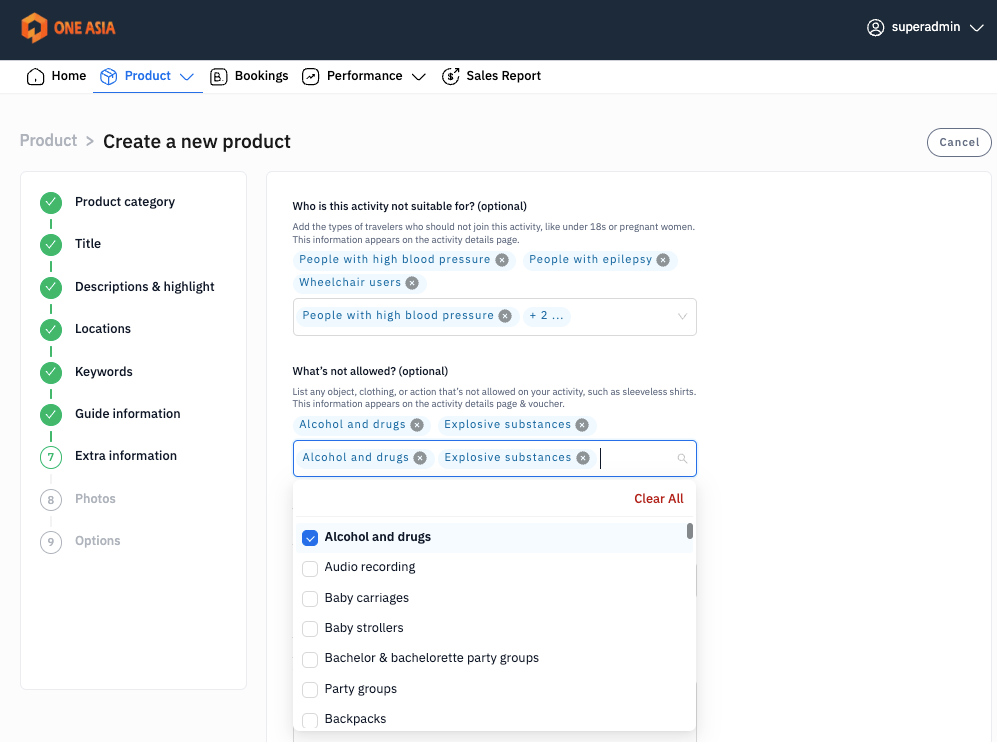 ONE ASIA
superadmin
Home
Product
Bookings
Performance
Sales Report
Product > Create a new product
Cancel
Product category
Title
Descriptions & highlight
Locations
Keywords
Guide information
7 Extra information
8 Photos
9 Options
Who is this activity not suitable for? (optional)
Add the types of travelers who should not join this activity, like under 18s or pregnant women.
This information appears on the activity details page.
People with high blood pressure
People with epilepsy
Wheelchair users
People with high blood pressure
+ 2 ...
What's not allowed? (optional)
List any object, clothing, or action that's not allowed on your activity, such as sleeveless shirts.
This information appears on the activity details page & voucher.
Alcohol and drugs
Explosive substances
Alcohol and drugs
Explosive substances
Clear All
Alcohol and drugs
Audio recording
Baby carriages
Baby strollers
Bachelor & bachelorette party groups
Party groups
Backpacks